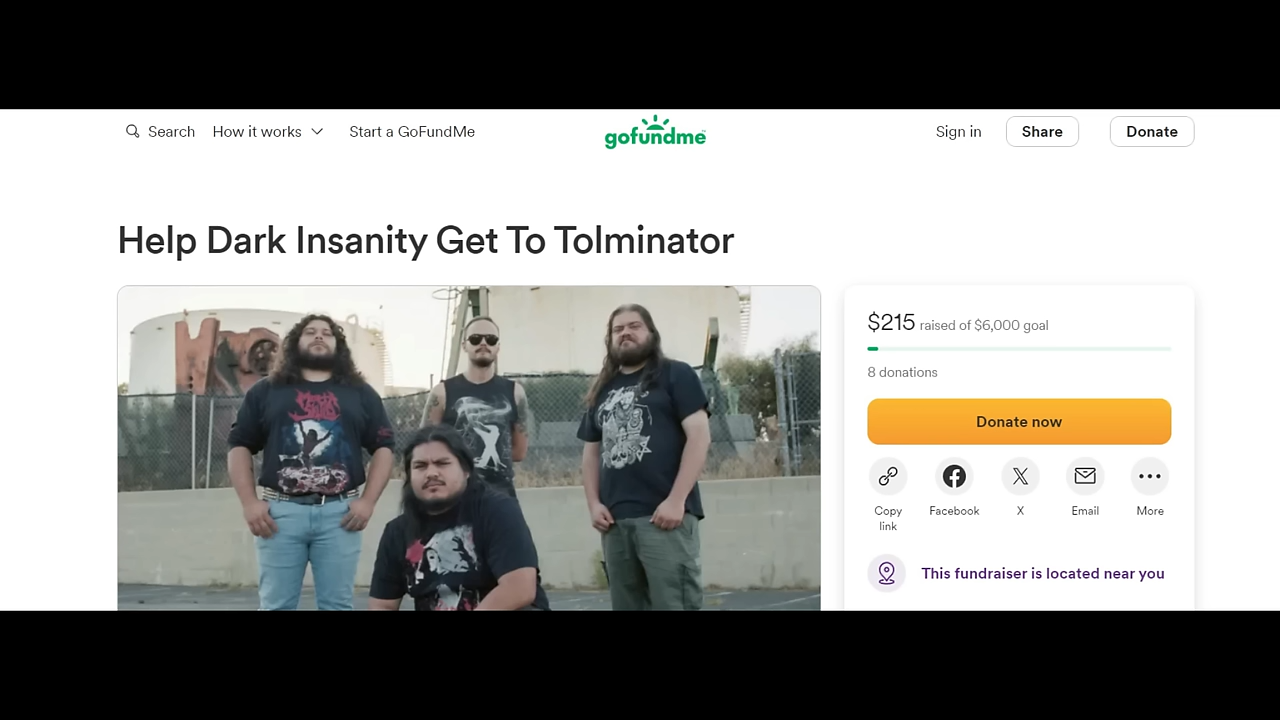 Search How it works Start a GoFundMe gofundme Sign in Share Donate
Help Dark Insanity Get To Tolminator
$215 raised of $6,000 goal
8 donations
Donate now
Copy link Facebook X Email More
This fundraiser is located near you